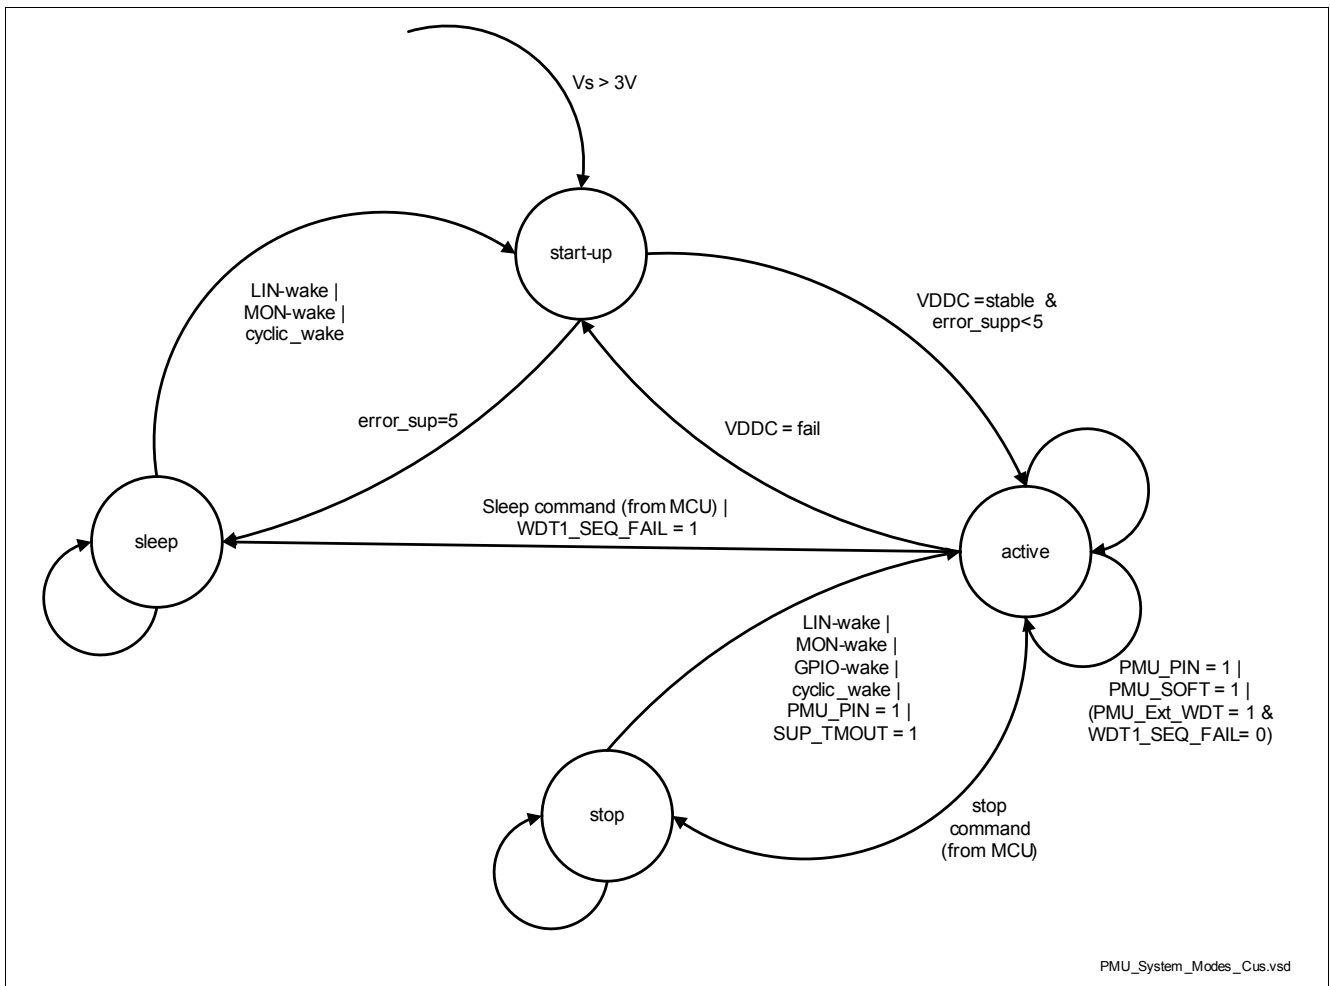 Vs > 3V
start-up
LIN-wake |
MON-wake |
cyclic_wake
VDDC =stable &
error_supp<5
error_sup=5
VDDC = fail
Sleep command (from MCU) |
WDT1_SEQ_FAIL = 1
sleep
active
LIN-wake |
MON-wake |
GPIO-wake |
cyclic_wake |
PMU_PIN = 1 |
SUP_TMOUT = 1
PMU_PIN = 1 |
PMU_SOFT = 1 |
(PMU_Ext_WDT = 1 &
WDT1_SEQ_FAIL= 0)
stop
stop
command
(from MCU)
PMU_System_Modes_Cus.vsd